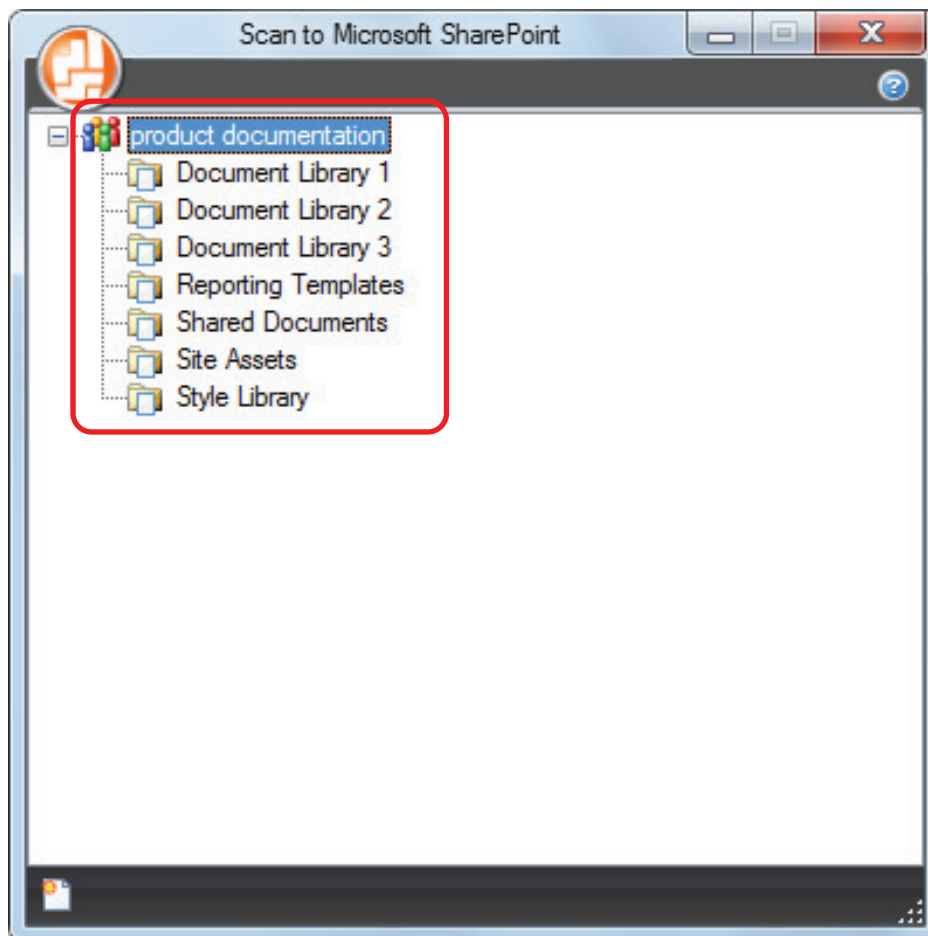 Scan to Microsoft SharePoint
product documentation
Document Library 1
Document Library 2
Document Library 3
Reporting Templates
Shared Documents
Site Assets
Style Library